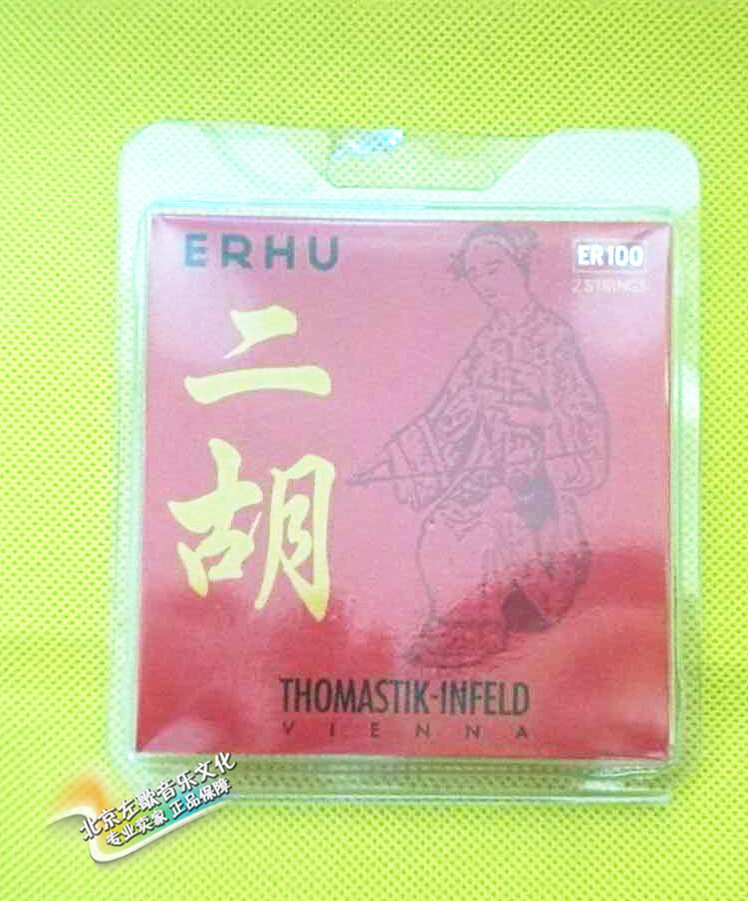 ERHU
ER100
2 STRINGS
二
胡
THOMASTIK-INFELD
VIENNA
北京左歌音乐文化
专业卖家 正品保障